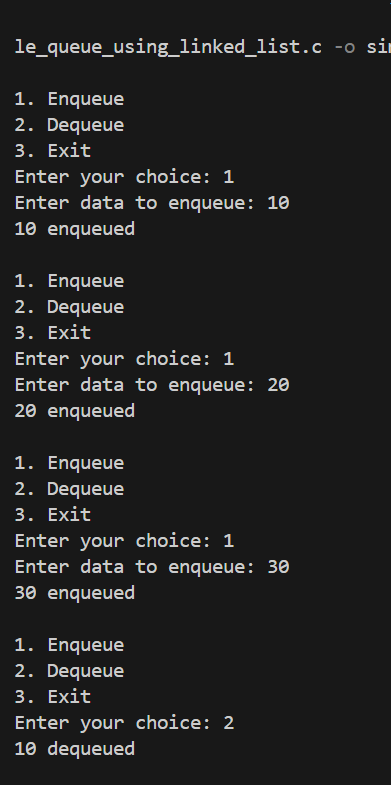 le_queue_using_linked_list.c -o
1. Enqueue
2. Dequeue
3. Exit
Enter your choice: 1
Enter data to enqueue: 10
10 enqueued
1. Enqueue
2. Dequeue
3. Exit
Enter your choice: 1
Enter data to enqueue: 20
20 enqueued
1. Enqueue
2. Dequeue
3. Exit
Enter your choice: 1
Enter data to enqueue: 30
30 enqueued
1. Enqueue
2. Dequeue
3. Exit
Enter your choice: 2
10 dequeued